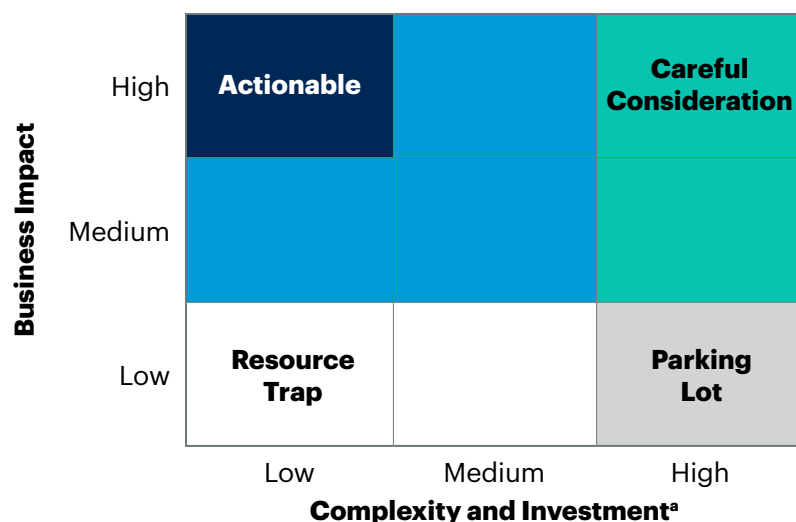 Business Impact
High
Medium
Low
Actionable
Careful
Consideration
Resource
Trap
Parking
Lot
Low
Medium
High
Complexity and Investmentᵃ